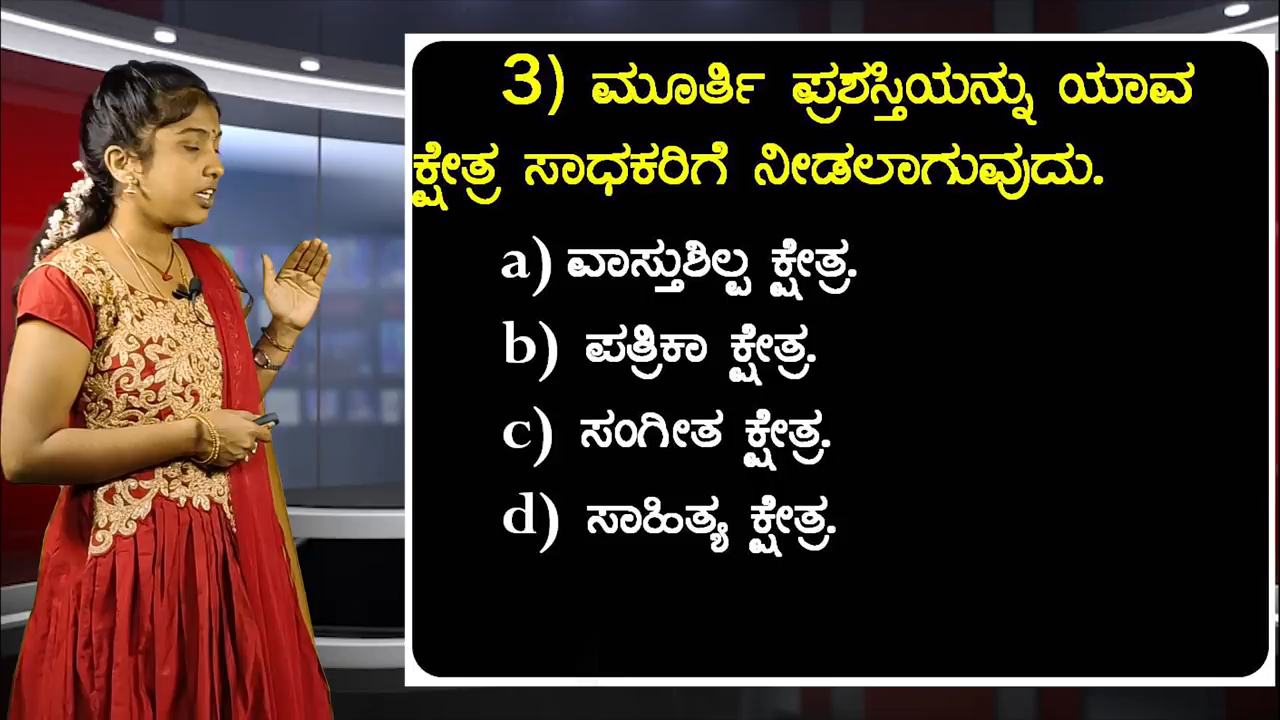 3) ಮೂರ್ತಿ ಪ್ರಶಸ್ತಿಯನ್ನು ಯಾವ
ಕ್ಷೇತ್ರ ಸಾಧಕರಿಗೆ ನೀಡಲಾಗುವುದು.
a) ವಾಸ್ತುಶಿಲ್ಪ ಕ್ಷೇತ್ರ.
b) ಪತ್ರಿಕಾ ಕ್ಷೇತ್ರ.
c) ಸಂಗೀತ ಕ್ಷೇತ್ರ.
d) ಸಾಹಿತ್ಯ ಕ್ಷೇತ್ರ.